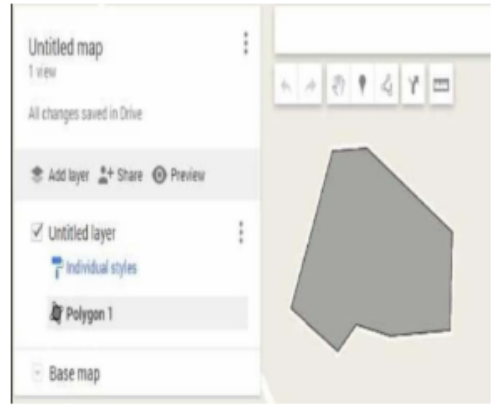 Untitled map
1 view
All changes saved in Drive
Add layer Share Preview
Untitled layer
Individual styles
Polygon 1
Base map